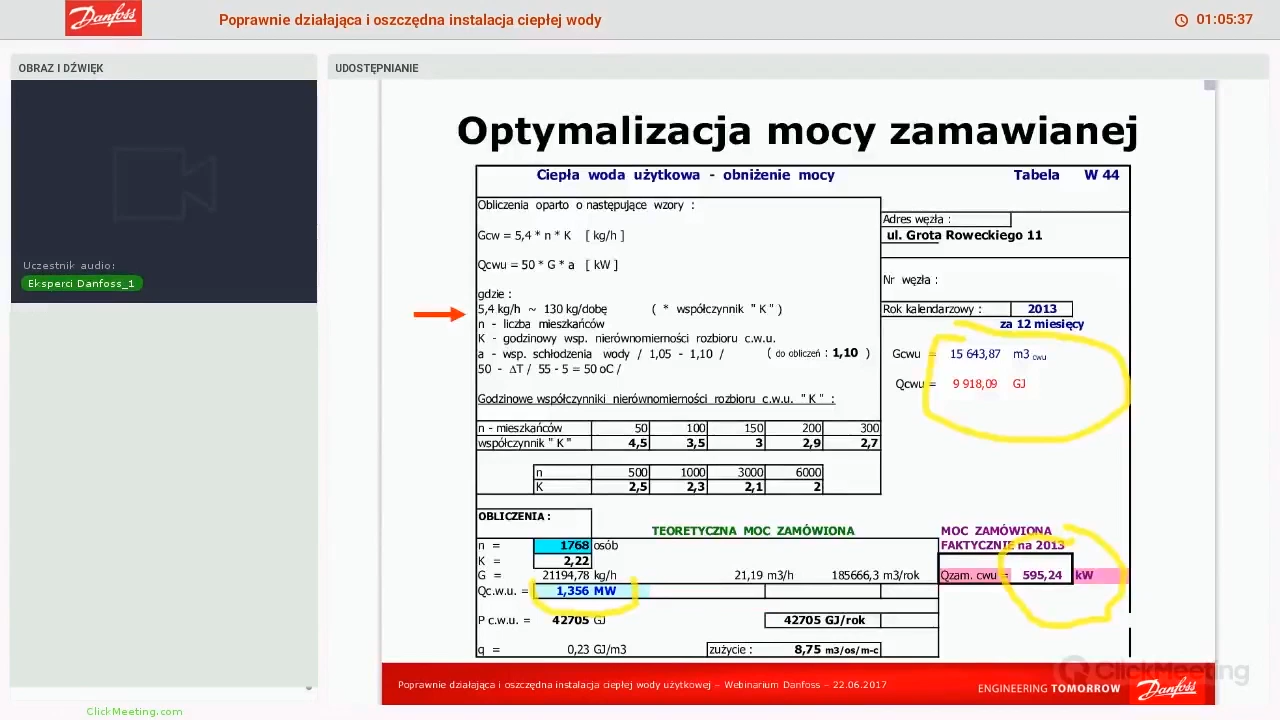 Danfoss
Poprawnie działająca i oszczędna instalacja ciepłej wody
01:05:37
OBRAZ I DŹWIĘK
UDOSTĘPNIANIE
Uczestnik audio:
Eksperci Danfoss_1
Optymalizacja mocy zamawianej
Ciepła woda użytkowa - obniżenie mocy Tabela W 44
Obliczenia oparto o następujące wzory :
Adres węzła :
Gcw = 5,4 * n * K [ kg/h ]
ul. Grota Roweckiego 11
Qcwu = 50 * G * a [ kW ]
Nr węzła :
gdzie :
5,4 kg/h ~ 130 kg/dobę ( * współczynnik " K " )
Rok kalendarzowy : 2013
n - liczba mieszkańców
za 12 miesięcy
K - godzinowy wsp. nierównomierności rozbioru c.w.u.
a - wsp. schłodzenia wody / 1,05 - 1,10 / ( do obliczeń : 1,10 )
Gcwu = 15 643,87 m3 cwu
50 - ΔT / 55 - 5 = 50 oC /
Qcwu = 9 918,09 GJ
Godzinowe współczynniki nierównomierności rozbioru c.w.u. " K " :
n - mieszkańców 50 100 150 200 300
współczynnik " K " 4,5 3,5 3 2,9 2,7
n 500 1000 3000 6000
K 2,5 2,3 2,1 2
OBLICZENIA :
TEORETYCZNA MOC ZAMÓWIONA
MOC ZAMÓWIONA
n = 1768 osób
FAKTYCZNIE na 2013
K = 2,22
G = 21194,78 kg/h 21,19 m3/h 185666,3 m3/rok
Qzam. cwu = 595,24 kW
Qc.w.u. = 1,356 MW
P c.w.u. = 42705 GJ 42705 GJ/rok
q = 0,23 GJ/m3 zużycie : 8,75 m3/os/m-c
ClickMeeting
Poprawnie działająca i oszczędna instalacja ciepłej wody użytkowej – Webinarium Danfoss – 22.06.2017
ENGINEERING TOMORROW
Danfoss
ClickMeeting.com